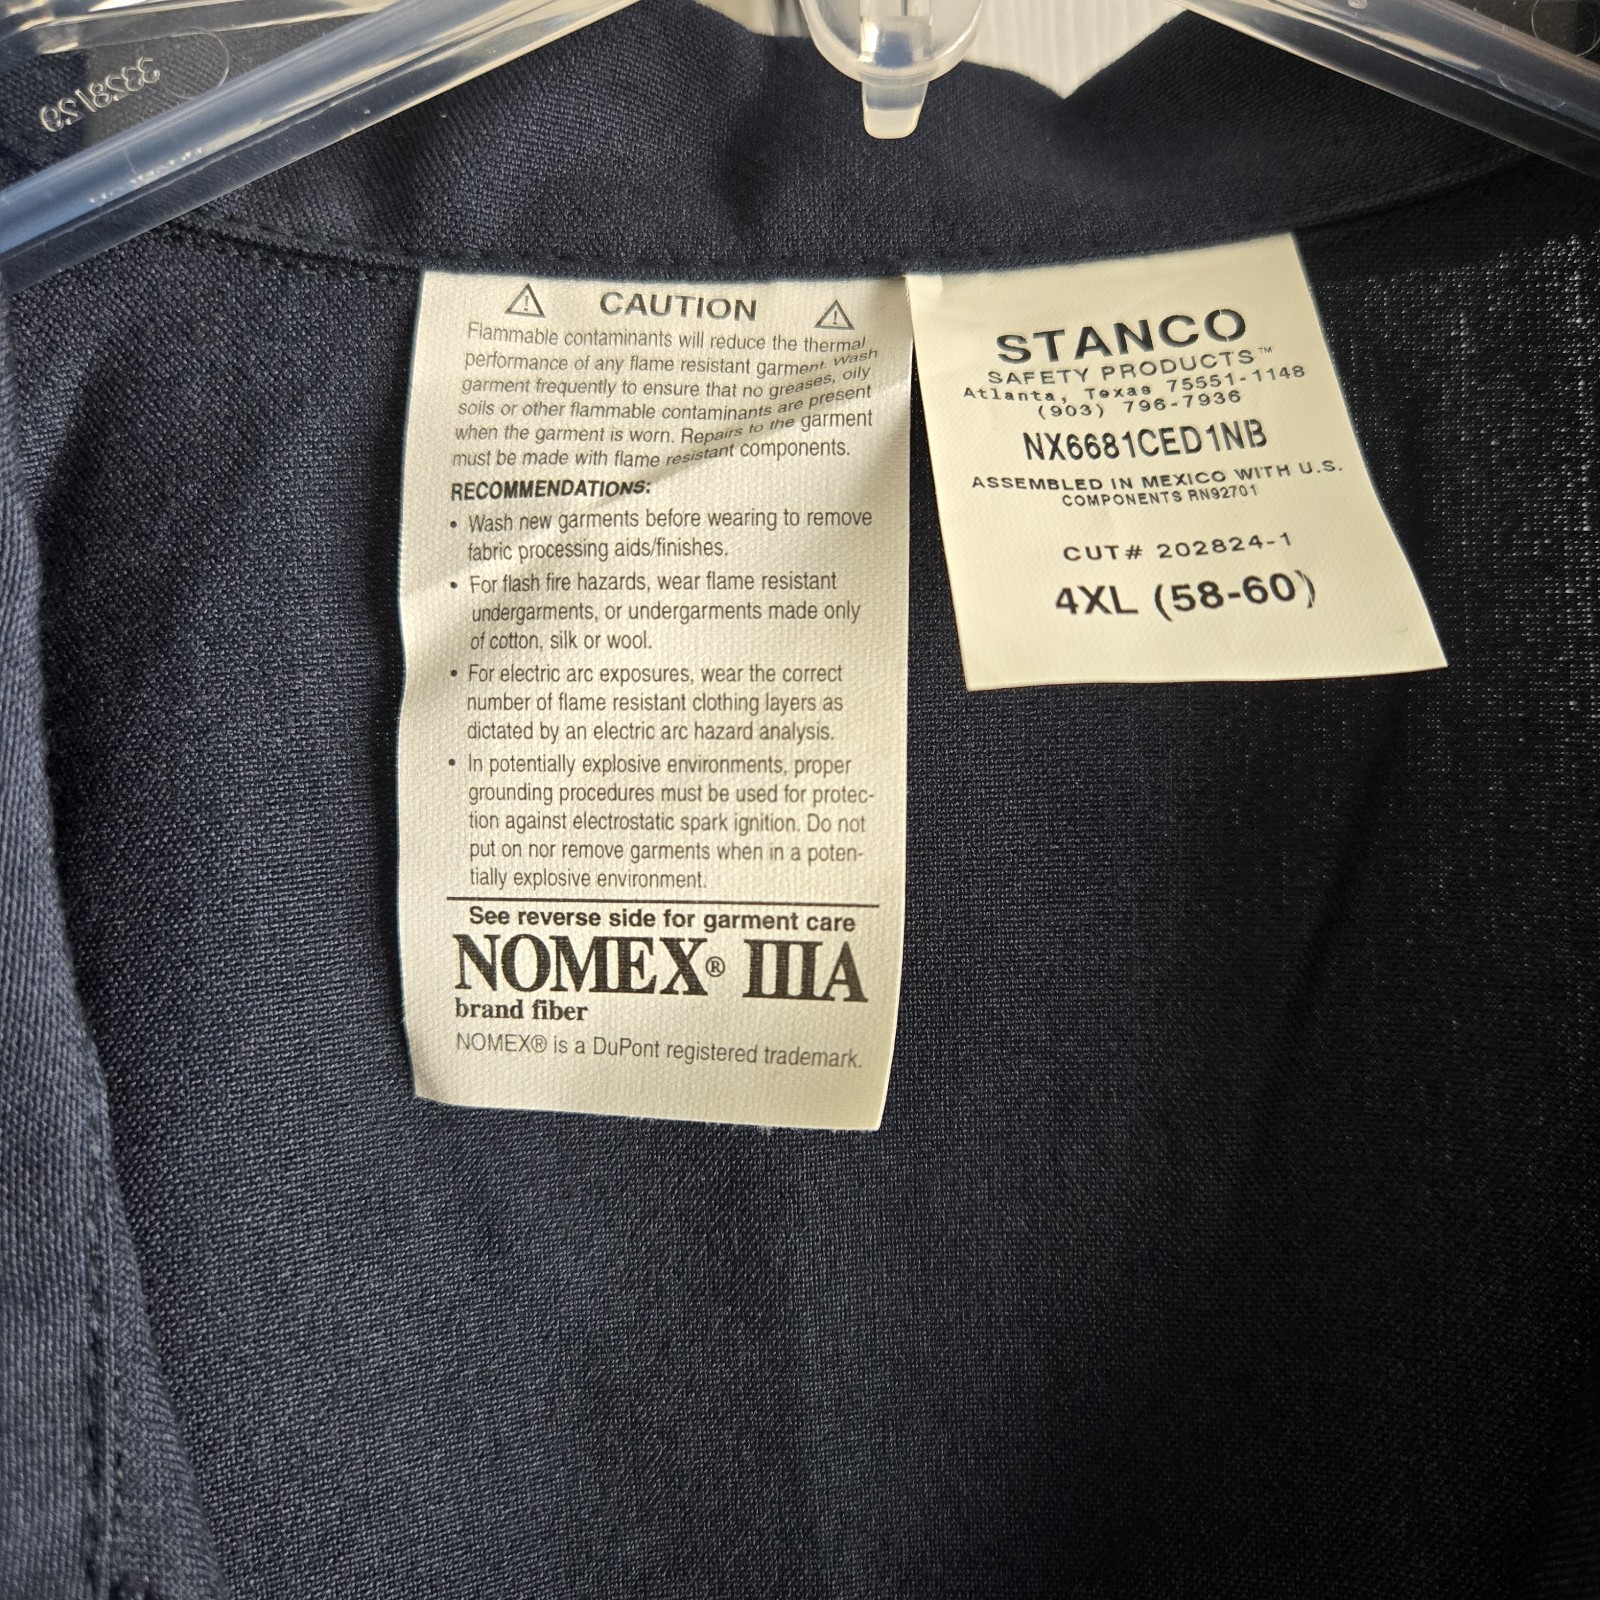 CAUTION
Flammable contaminants will reduce the thermal
performance of any flame resistant garment. Wash
garment frequently to ensure that no greases, oily
soils or other flammable contaminants are present
when the garment is worn. Repairs to the garment
must be made with flame resistant components.
RECOMMENDATIONS:
• Wash new garments before wearing to remove
fabric processing aids/finishes.
• For flash fire hazards, wear flame resistant
undergarments, or undergarments made only
of cotton, silk or wool.
• For electric arc exposures, wear the correct
number of flame resistant clothing layers as
dictated by an electric arc hazard analysis.
• In potentially explosive environments, proper
grounding procedures must be used for protec-
tion against electrostatic spark ignition. Do not
put on nor remove garments when in a poten-
tially explosive environment.
See reverse side for garment care
NOMEX® IIIA
brand fiber
NOMEX® is a DuPont registered trademark.
STANCO
SAFETY PRODUCTS™
Atlanta, Texas 75551-1148
(903) 796-7936
NX6681CED1NB
ASSEMBLED IN MEXICO WITH U.S.
COMPONENTS RN92701
CUT# 202824-1
4XL (58-60)